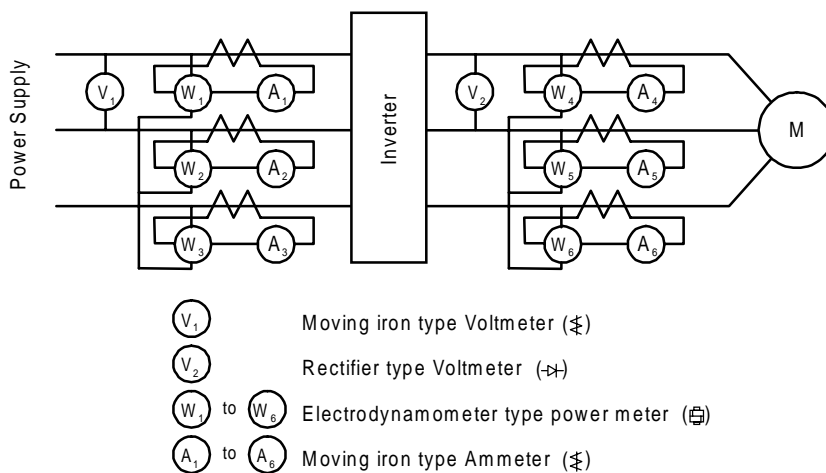 Power Supply
V1
W1
A1
W2
A2
W3
A3
Inverter
V2
W4
A4
W5
A5
W6
A6
M
V1 Moving iron type Voltmeter ( )
V2 Rectifier type Voltmeter ( )
W1 to W6 Electrodynamometer type power meter ( )
A1 to A6 Moving iron type Ammeter ( )